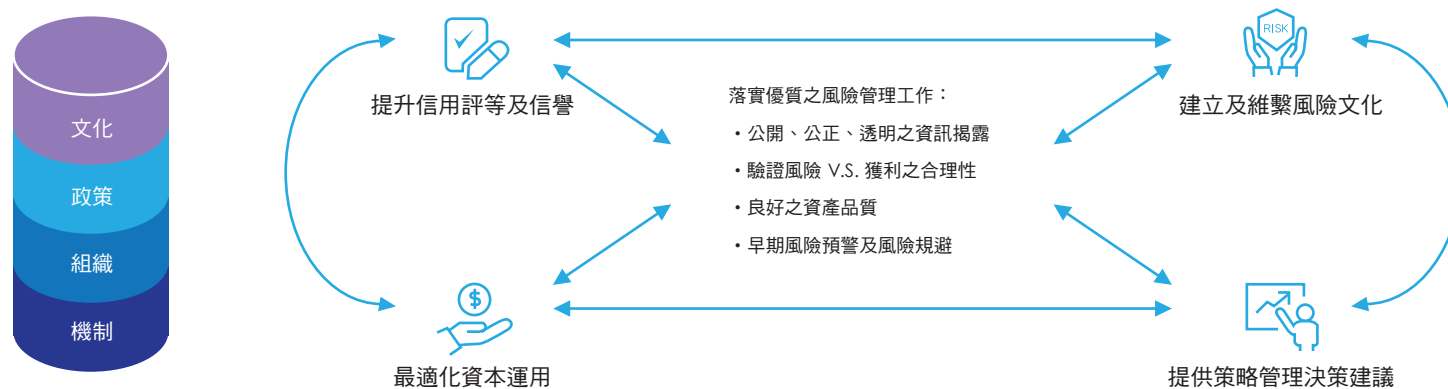 文化
政策
組織
機制
提升信用評等及信譽
RISK
建立及維繫風險文化
落實優質之風險管理工作：
・公開、公正、透明之資訊揭露
・驗證風險 V.S. 獲利之合理性
・良好之資產品質
・早期風險預警及風險規避
$
最適化資本運用
提供策略管理決策建議